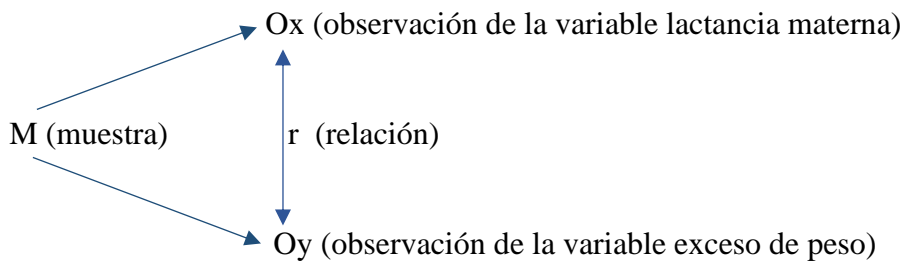 Ox (observación de la variable lactancia materna)
M (muestra)
r (relación)
Oy (observación de la variable exceso de peso)